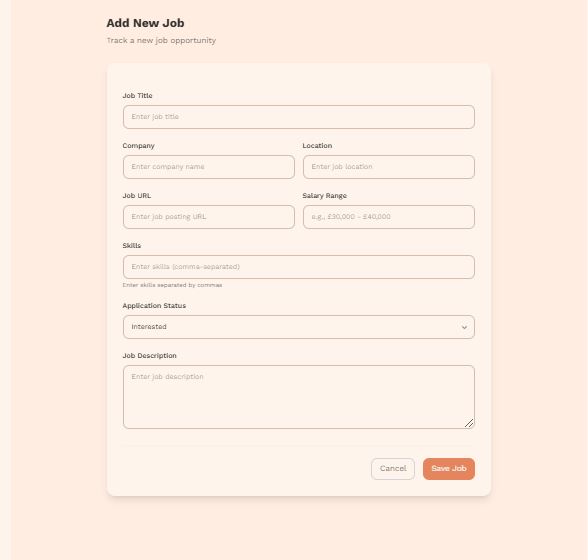 Add New Job
Track a new job opportunity
Job Title
Enter job title
Company
Location
Enter company name
Enter job location
Job URL
Salary Range
Enter job posting URL
e.g., £30,000 - £40,000
Skills
Enter skills (comma-separated)
Enter skills separated by commas
Application Status
Interested
Job Description
Enter job description
Cancel
Save Job